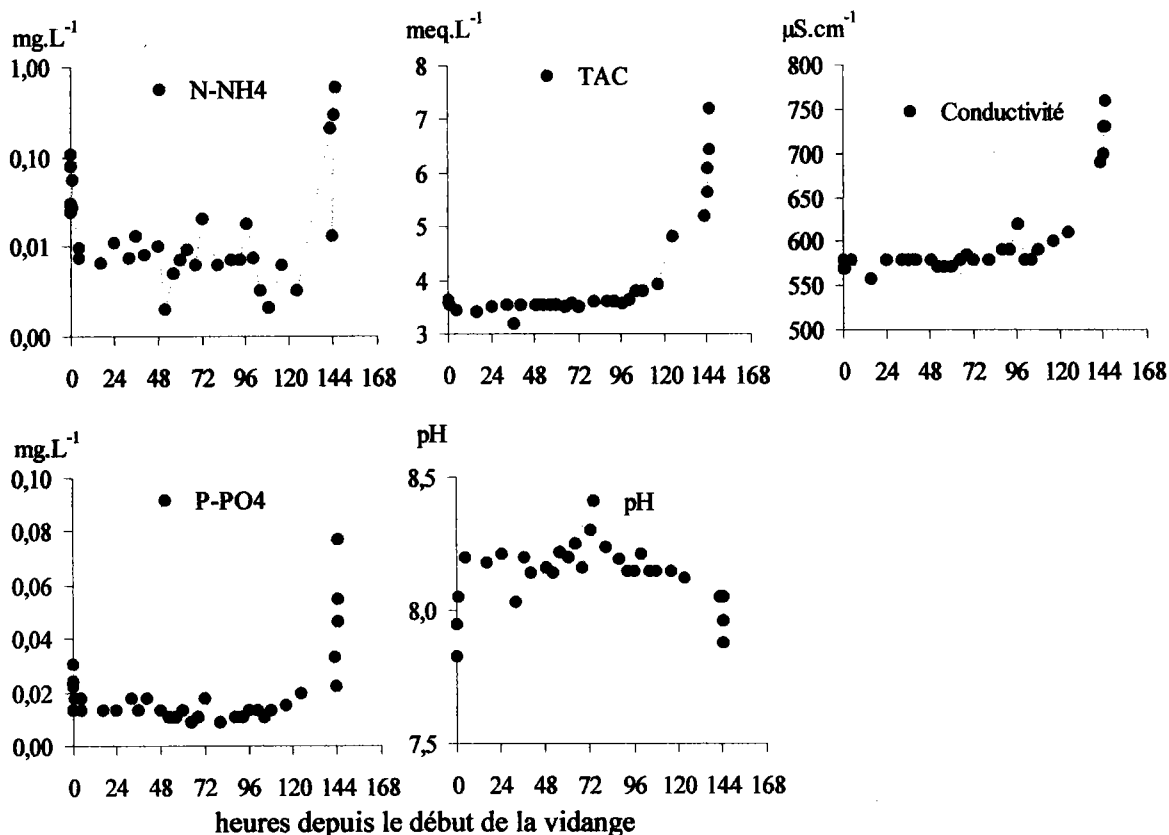 mg.L⁻¹
1,00
0,10
0,01
0,00
N-NH4
0 24 48 72 96 120 144 168
meq.L⁻¹
8
7
6
5
4
3
TAC
0 24 48 72 96 120 144 168
µS.cm⁻¹
800
750
700
650
600
550
500
Conductivité
0 24 48 72 96 120 144 168
mg.L⁻¹
0,10
0,08
0,06
0,04
0,02
0,00
P-PO4
0 24 48 72 96 120 144 168
pH
8,5
8,0
7,5
pH
0 24 48 72 96 120 144 168
heures depuis le début de la vidange